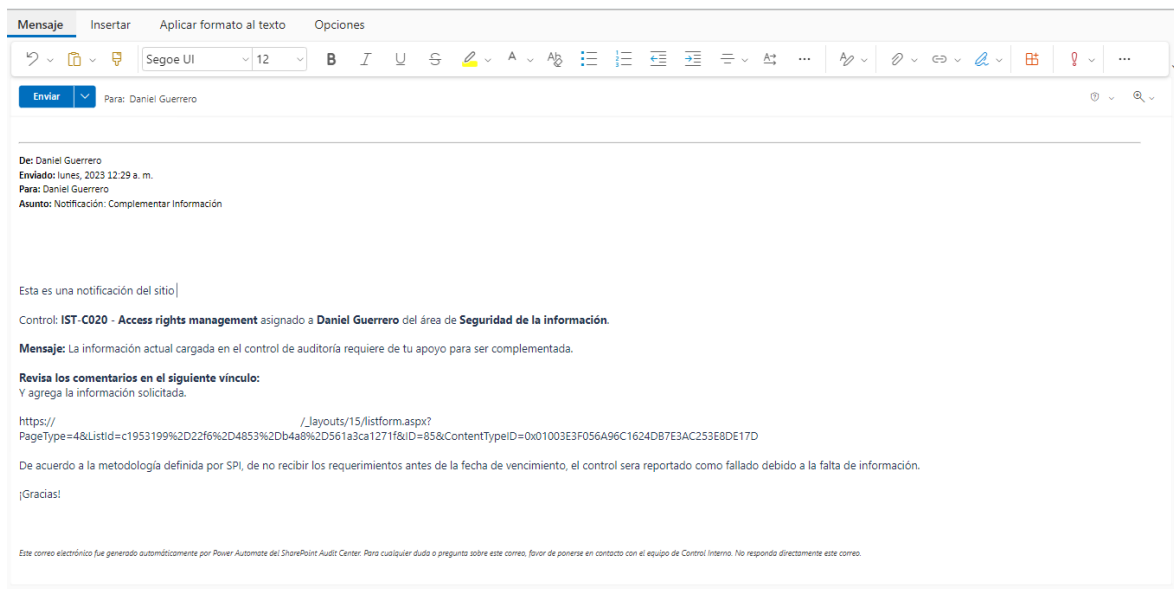 Mensaje Insertar Aplicar formato al texto Opciones
Segoe UI 12
Enviar Para: Daniel Guerrero
De: Daniel Guerrero
Enviado: lunes, 2023 12:29 a. m.
Para: Daniel Guerrero
Asunto: Notificación: Complementar Información
Esta es una notificación del sitio
Control: IST-C020 - Access rights management asignado a Daniel Guerrero del área de Seguridad de la información.
Mensaje: La información actual cargada en el control de auditoría requiere de tu apoyo para ser complementada.
Revisa los comentarios en el siguiente vínculo:
Y agrega la información solicitada.
https:// /_layouts/15/listform.aspx?
PageType=4&ListId=c1953199%2D22f6%2D4853%2Db4a8%2D561a3ca1271f&ID=85&ContentTypeID=0x01003E3F056A96C1624DB7E3AC253E8DE17D
De acuerdo a la metodología definida por SPI, de no recibir los requerimientos antes de la fecha de vencimiento, el control sera reportado como fallado debido a la falta de información.
¡Gracias!
Este correo electrónico fue generado automáticamente por Power Automate del SharePoint Audit Center. Para cualquier duda o pregunta sobre este correo, favor de ponerse en contacto con el equipo de Control Interno. No responda directamente este correo.